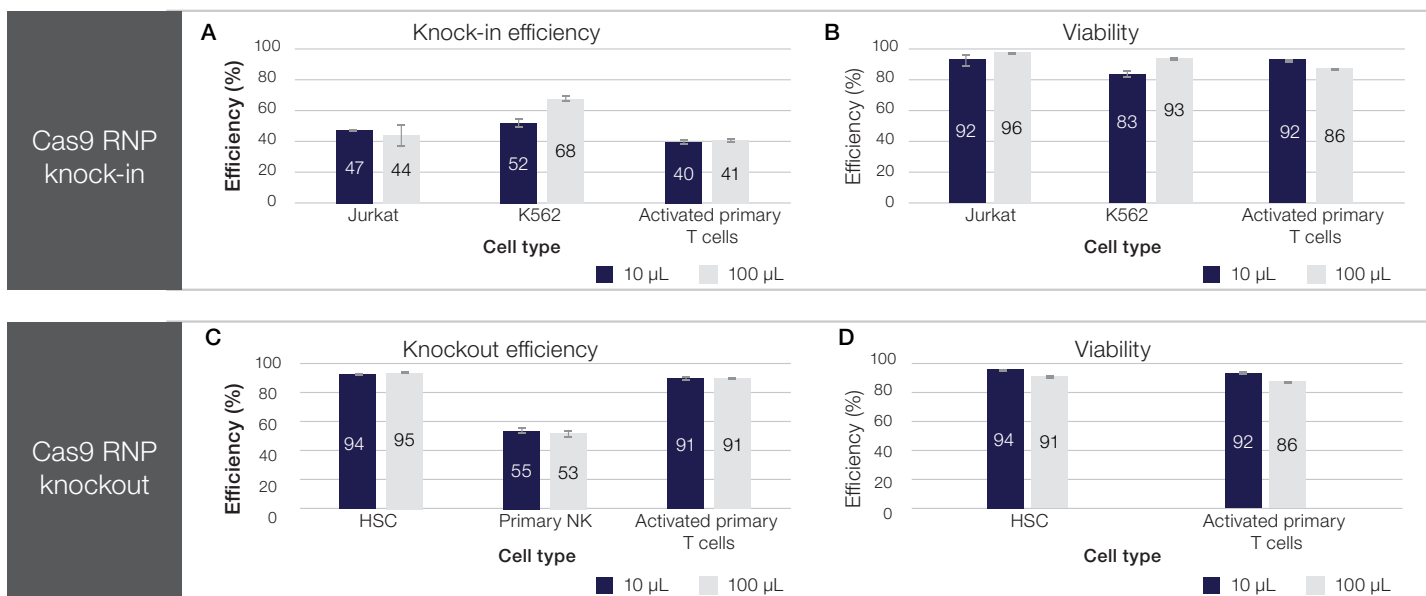 Cas9 RNP
knock-in
A
Knock-in efficiency
Efficiency (%)
100
80
60
40
20
0
47
44
52
68
40
41
Jurkat
K562
Activated primary
T cells
Cell type
10 µL
100 µL
B
Viability
Efficiency (%)
100
80
60
40
20
0
92
96
83
93
92
86
Jurkat
K562
Activated primary
T cells
Cell type
10 µL
100 µL
Cas9 RNP
knockout
C
Knockout efficiency
Efficiency (%)
100
80
60
40
20
0
94
95
55
53
91
91
HSC
Primary NK
Activated primary
T cells
Cell type
10 µL
100 µL
D
Viability
Efficiency (%)
100
80
60
40
20
0
94
91
92
86
HSC
Activated primary
T cells
Cell type
10 µL
100 µL